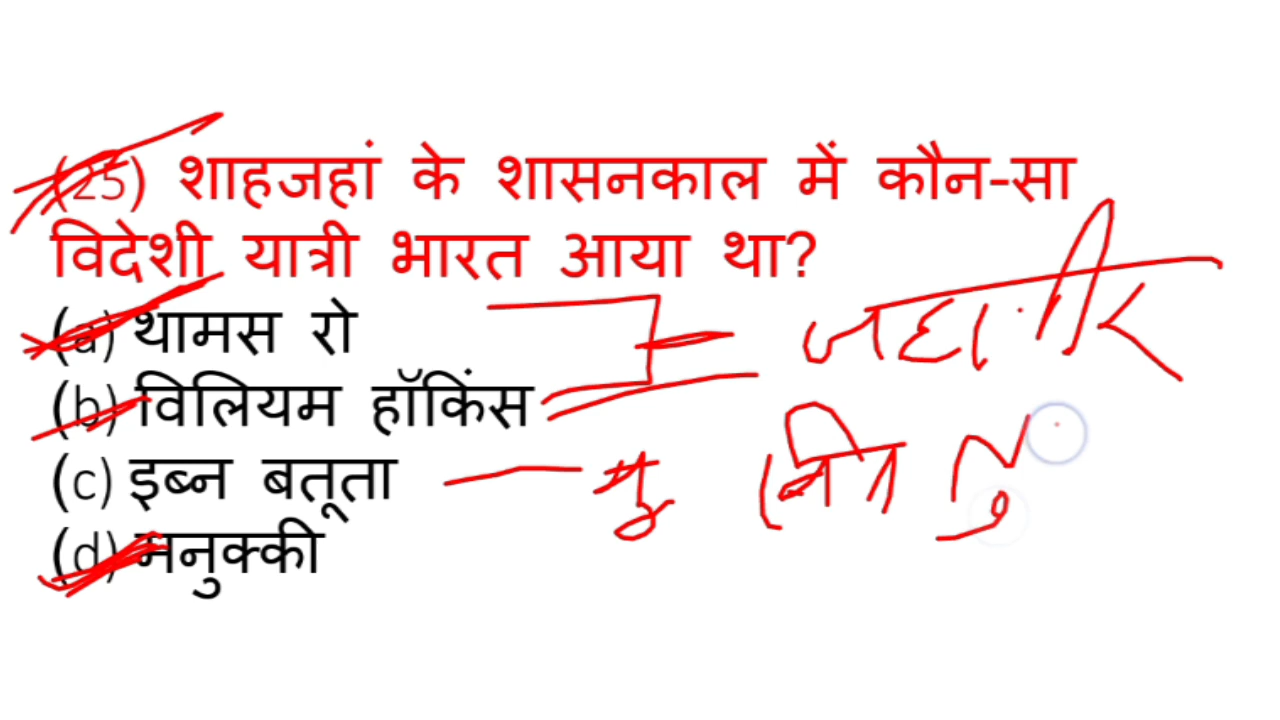 (25) शाहजहां के शासनकाल में कौन-सा
विदेशी यात्री भारत आया था?
(a) थामस रो
(b) विलियम हॉकिंस
जहांगीर
(c) इब्न बतूता
(d) मनुक्की